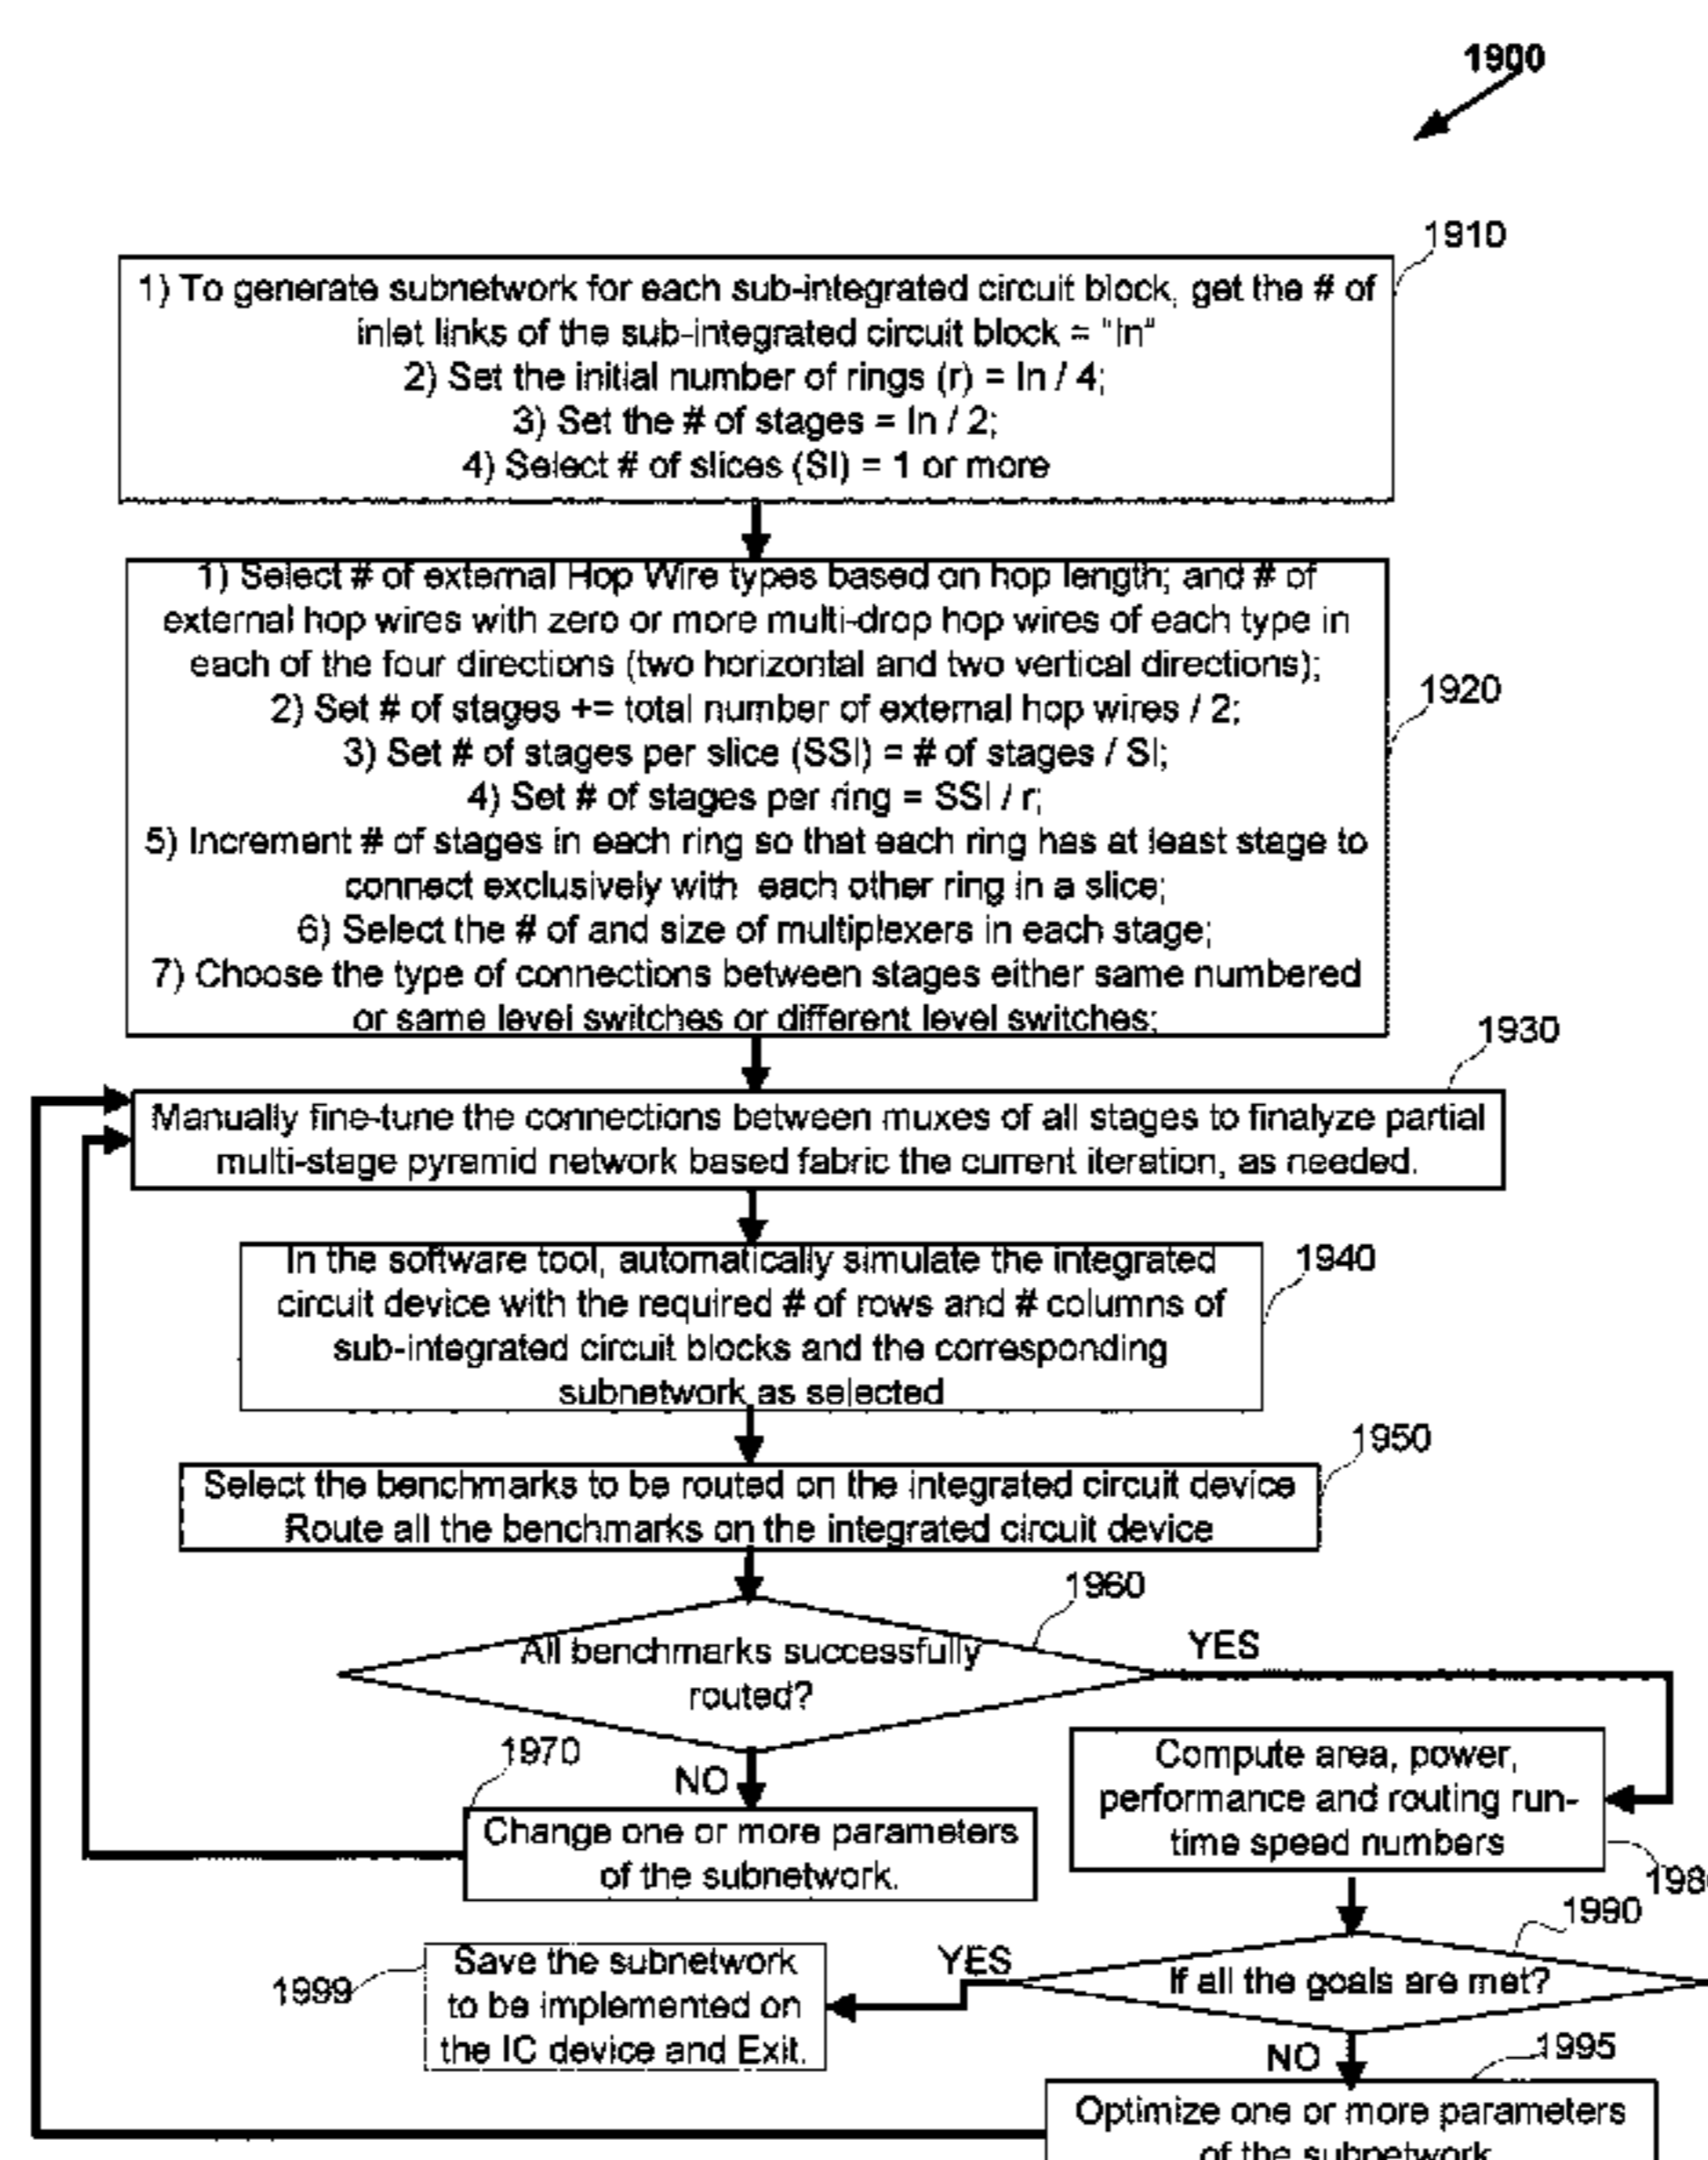 1900
1910
1) To generate subnetwork for each sub-integrated circuit block, get the # of
inlet links of the sub-integrated circuit block = "In"
2) Set the initial number of rings (r) = In / 4;
3) Set the # of stages = In / 2;
4) Select # of slices (Sl) = 1 or more
1) Select # of external Hop Wire types based on hop length; and # of
external hop wires with zero or more multi-drop hop wires of each type in
each of the four directions (two horizontal and two vertical directions);
1920
2) Set # of stages += total number of external hop wires / 2;
3) Set # of stages per slice (SSl) = # of stages / Sl;
4) Set # of stages per ring = SSl / r;
5) Increment # of stages in each ring so that each ring has at least stage to
connect exclusively with each other ring in a slice;
6) Select the # of and size of multiplexers in each stage;
7) Choose the type of connections between stages either same numbered
or same level switches or different level switches;
1930
Manually fine-tune the connections between muxes of all stages to finalyze partial
multi-stage pyramid network based fabric the current iteration, as needed.
1940
In the software tool, automatically simulate the integrated
circuit device with the required # of rows and # columns of
sub-integrated circuit blocks and the corresponding
subnetwork as selected
1950
Select the benchmarks to be routed on the integrated circuit device
Route all the benchmarks on the integrated circuit device
1960
All benchmarks successfully
routed?
YES
NO
1970
Change one or more parameters
of the subnetwork.
Compute area, power,
performance and routing run-
time speed numbers
198
1990
If all the goals are met?
YES
1999
Save the subnetwork
to be implemented on
the IC device and Exit.
NO
1995
Optimize one or more parameters
of the subnetwork